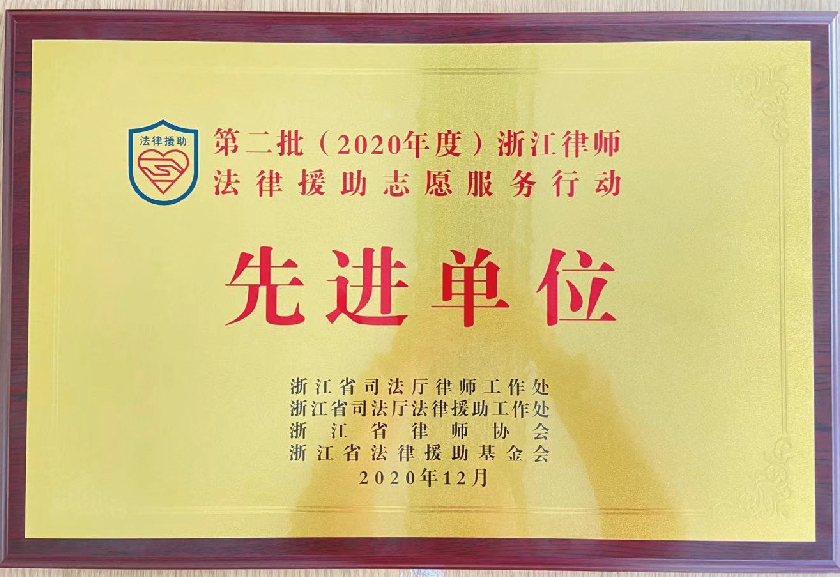 法律援助
第二批（2020年度）浙江律师
法律援助志愿服务行动
先进单位
浙江省司法厅律师工作处
浙江省司法厅法律援助工作处
浙江省律师协会
浙江省法律援助基金会
2020年12月